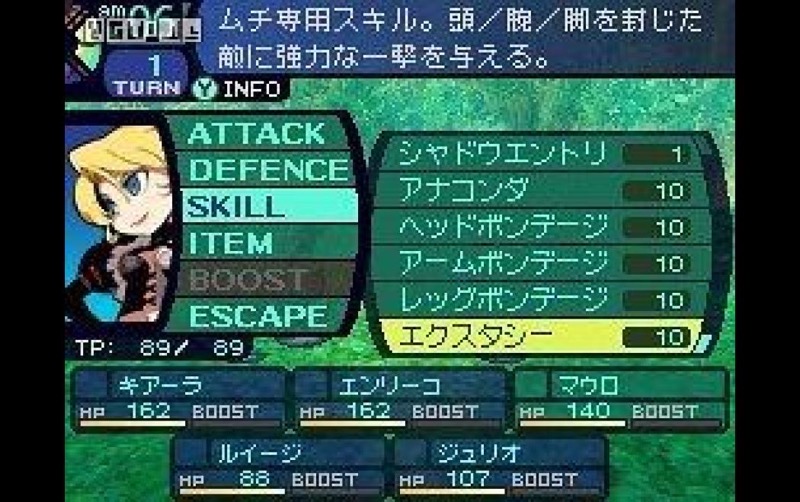 am 06
ムチ専用スキル。頭／腕／脚を封じた
敵に強力な一撃を与える。
1
TURN Ⓨ INFO
ATTACK
DEFENCE
SKILL
ITEM
BOOST
ESCAPE
シャドウエントリ 1
アナコンダ 10
ヘッドボンデージ 10
アームボンデージ 10
レッグボンデージ 10
エクスタシー 10
TP: 89/ 89
キアーラ
HP 162 BOOST
エンリーコ
HP 162 BOOST
マウロ
HP 140 BOOST
ルイージ
HP 88 BOOST
ジュリオ
HP 107 BOOST